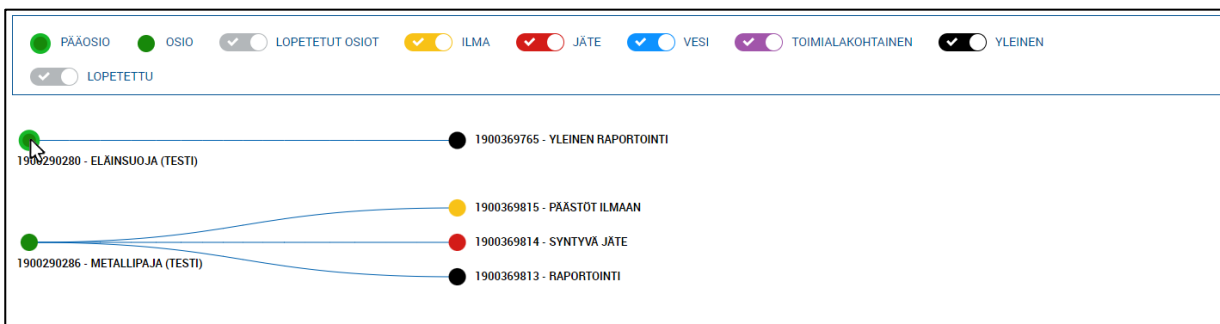 PÄÄOSIO OSIO LOPETETUT OSIOT ILMA JÄTE VESI TOIMIALAKOHTAINEN YLEINEN
LOPETETTU
1900369765 - YLEINEN RAPORTOINTI
1900290280 - ELÄINSUOJA (TESTI)
1900369815 - PÄÄSTÖT ILMAAN
1900369814 - SYNTYVÄ JÄTE
1900290286 - METALLIPAJA (TESTI)
1900369813 - RAPORTOINTI